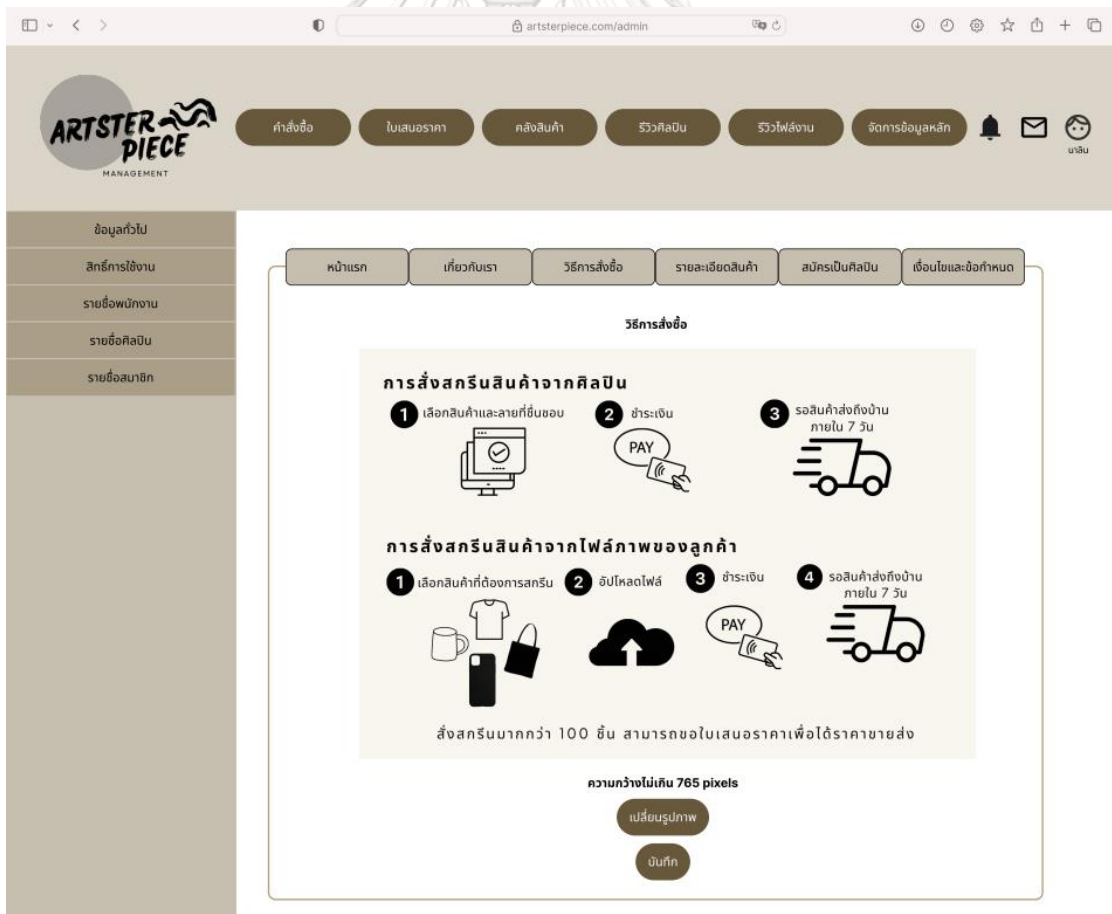 artsterpiece.com/admin
ARTSTER
PIECE
MANAGEMENT
คำสั่งซื้อ
ใบเสนอราคา
คลังสินค้า
รีวิวศิลปิน
รีวิวไฟล์งาน
จัดการข้อมูลหลัก
นาลิน
ข้อมูลทั่วไป
สิทธิ์การใช้งาน
รายชื่อพนักงาน
รายชื่อศิลปิน
รายชื่อสมาชิก
หน้าแรก
เกี่ยวกับเรา
วิธีการสั่งซื้อ
รายละเอียดสินค้า
สมัครเป็นศิลปิน
เงื่อนไขและข้อกำหนด
วิธีการสั่งซื้อ
การสั่งสกรีนสินค้าจากศิลปิน
1 เลือกสินค้าและลายที่ชื่นชอบ
2 ชำระเงิน
3 รอสินค้าส่งถึงบ้าน
ภายใน 7 วัน
PAY
การสั่งสกรีนสินค้าจากไฟล์ภาพของลูกค้า
1 เลือกสินค้าที่ต้องการสกรีน
2 อัปโหลดไฟล์
3 ชำระเงิน
4 รอสินค้าส่งถึงบ้าน
ภายใน 7 วัน
PAY
สั่งสกรีนมากกว่า 100 ชิ้น สามารถขอใบเสนอราคาเพื่อได้ราคาขายส่ง
ความกว้างไม่เกิน 765 pixels
เปลี่ยนรูปภาพ
บันทึก